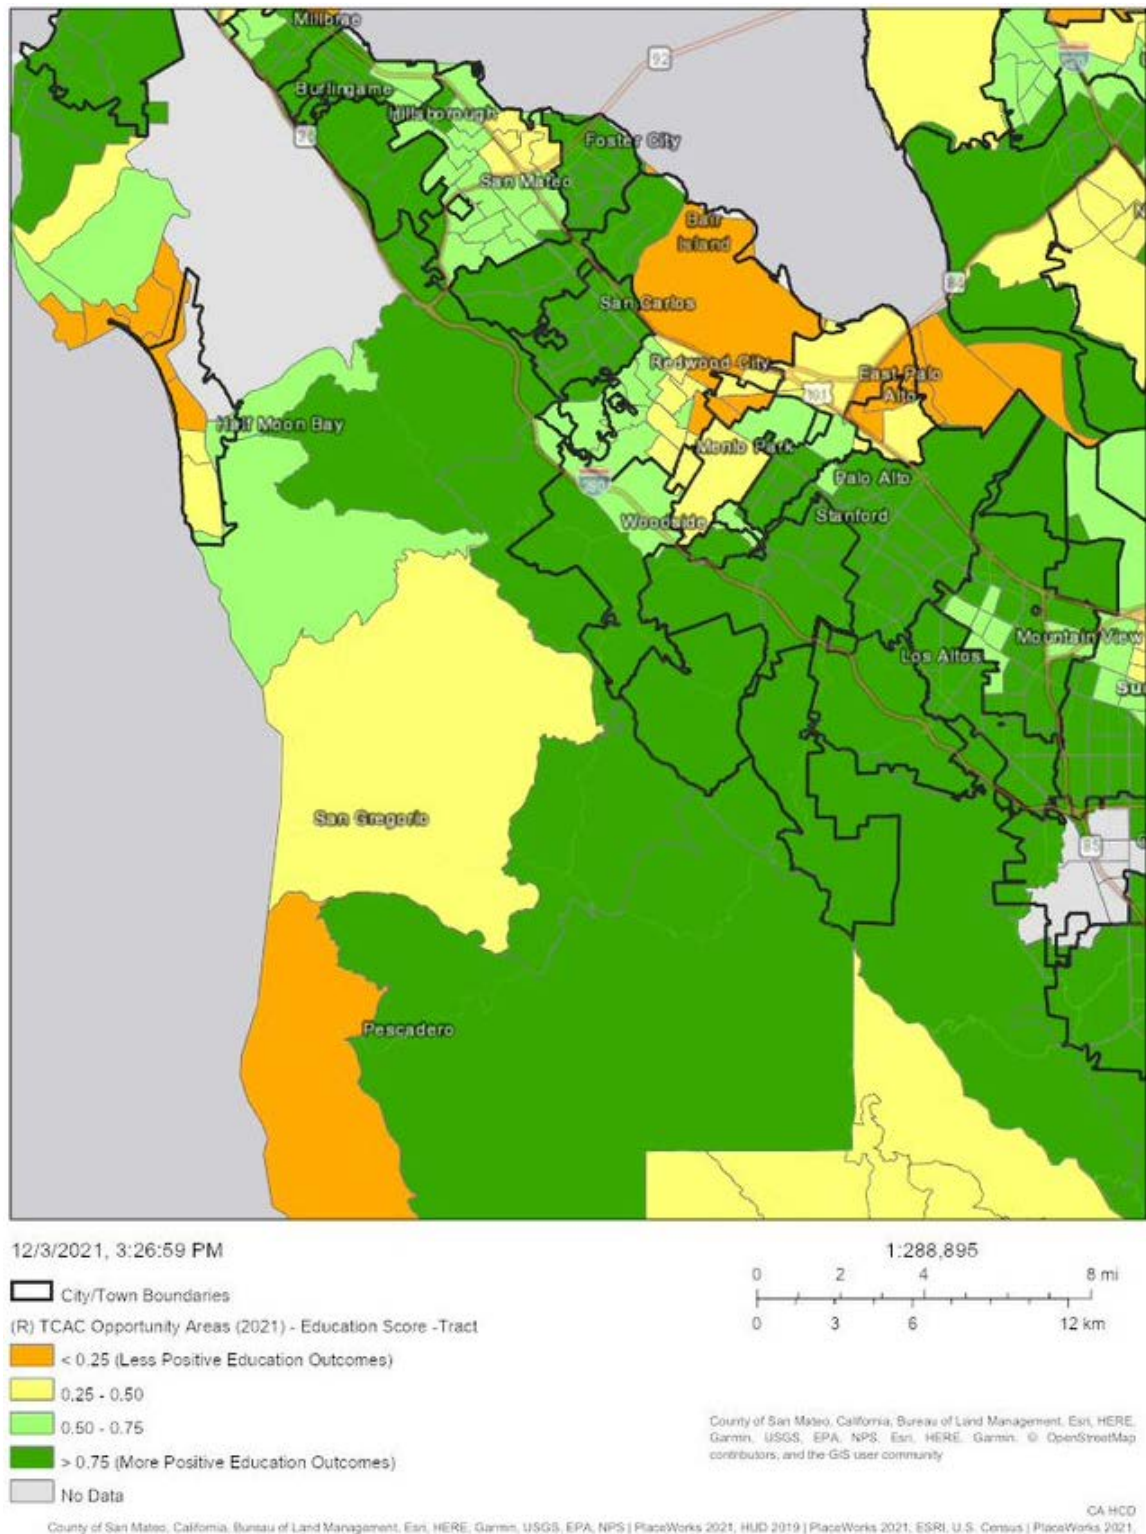 Millbrae
92
280
Burlingame
Hillsborough
Foster City
San Mateo
Bair
Island
84
San Carlos
Redwood City
East Palo
Alto
101
Half Moon Bay
Menlo Park
280
Palo Alto
Woodside
Stanford
Mountain View
Los Altos
San Gregorio
85
Pescadero
12/3/2021, 3:26:59 PM
1:288,895
0 2 4 8 mi
0 3 6 12 km
City/Town Boundaries
(R) TCAC Opportunity Areas (2021) - Education Score -Tract
< 0.25 (Less Positive Education Outcomes)
0.25 - 0.50
0.50 - 0.75
> 0.75 (More Positive Education Outcomes)
No Data
County of San Mateo, California, Bureau of Land Management, Esri, HERE,
Garmin, USGS, EPA, NPS, Esri, HERE, Garmin, © OpenStreetMap
contributors, and the GIS user community
CA HCD
County of San Mateo, California, Bureau of Land Management, Esri, HERE, Garmin, USGS, EPA, NPS | PlaceWorks 2021, HUD 2019 | PlaceWorks 2021, ESRI, U.S. Census | PlaceWorks 2021